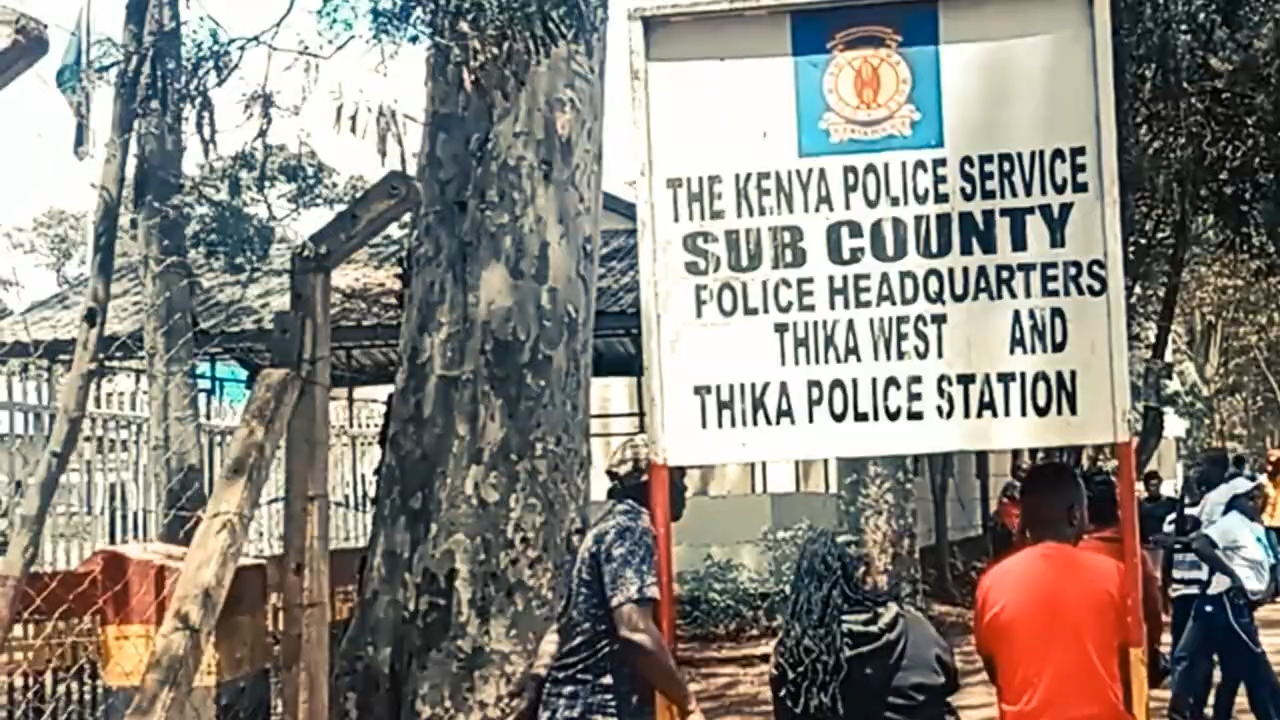 THE KENYA POLICE SERVICE
SUB COUNTY
POLICE HEADQUARTERS
THIKA WEST AND
THIKA POLICE STATION